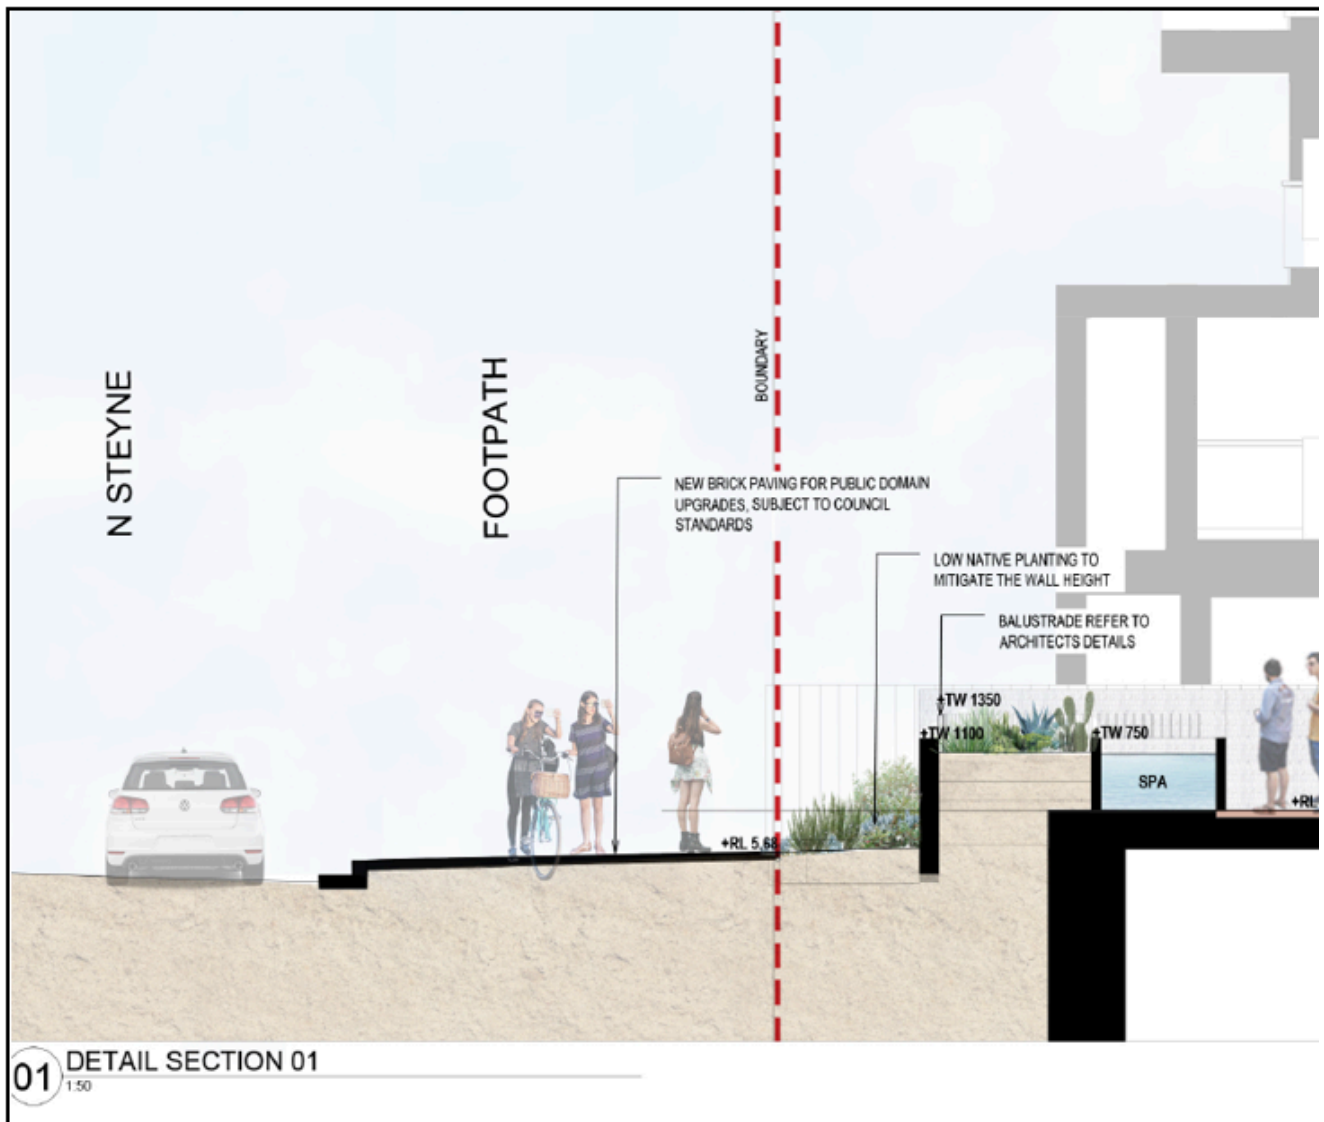 N STEYNE
FOOTPATH
BOUNDARY
NEW BRICK PAVING FOR PUBLIC DOMAIN
UPGRADES, SUBJECT TO COUNCIL
STANDARDS
LOW NATIVE PLANTING TO
MITIGATE THE WALL HEIGHT
BALUSTRADE REFER TO
ARCHITECTS DETAILS
+TW 1350
+TW 1100
+TW 750
SPA
+RL
+RL 5,68
01
DETAIL SECTION 01
1:50